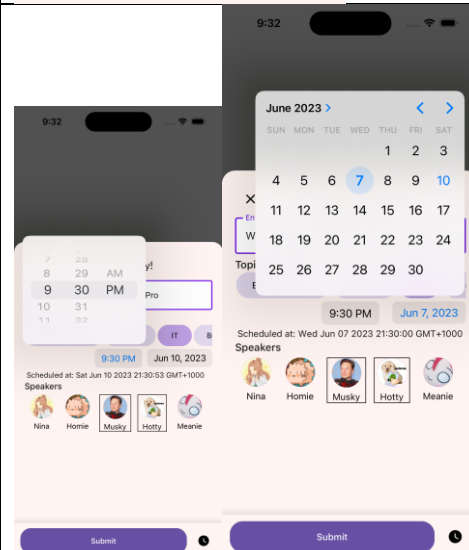 9:32
7 28
8 29 AM
9 30 PM
10 31
11 32
y!
Pro
IT
9:30 PM Jun 10, 2023
Scheduled at: Sat Jun 10 2023 21:30:53 GMT+1000
Speakers
Nina Homie Musky Hotty Meanie
Submit
9:32
June 2023 >
SUN MON TUE WED THU FRI SAT
1 2 3
4 5 6 7 8 9 10
11 12 13 14 15 16 17
18 19 20 21 22 23 24
25 26 27 28 29 30
En
W
Topi
9:30 PM Jun 7, 2023
Scheduled at: Wed Jun 07 2023 21:30:00 GMT+1000
Speakers
Nina Homie Musky Hotty Meanie
Submit